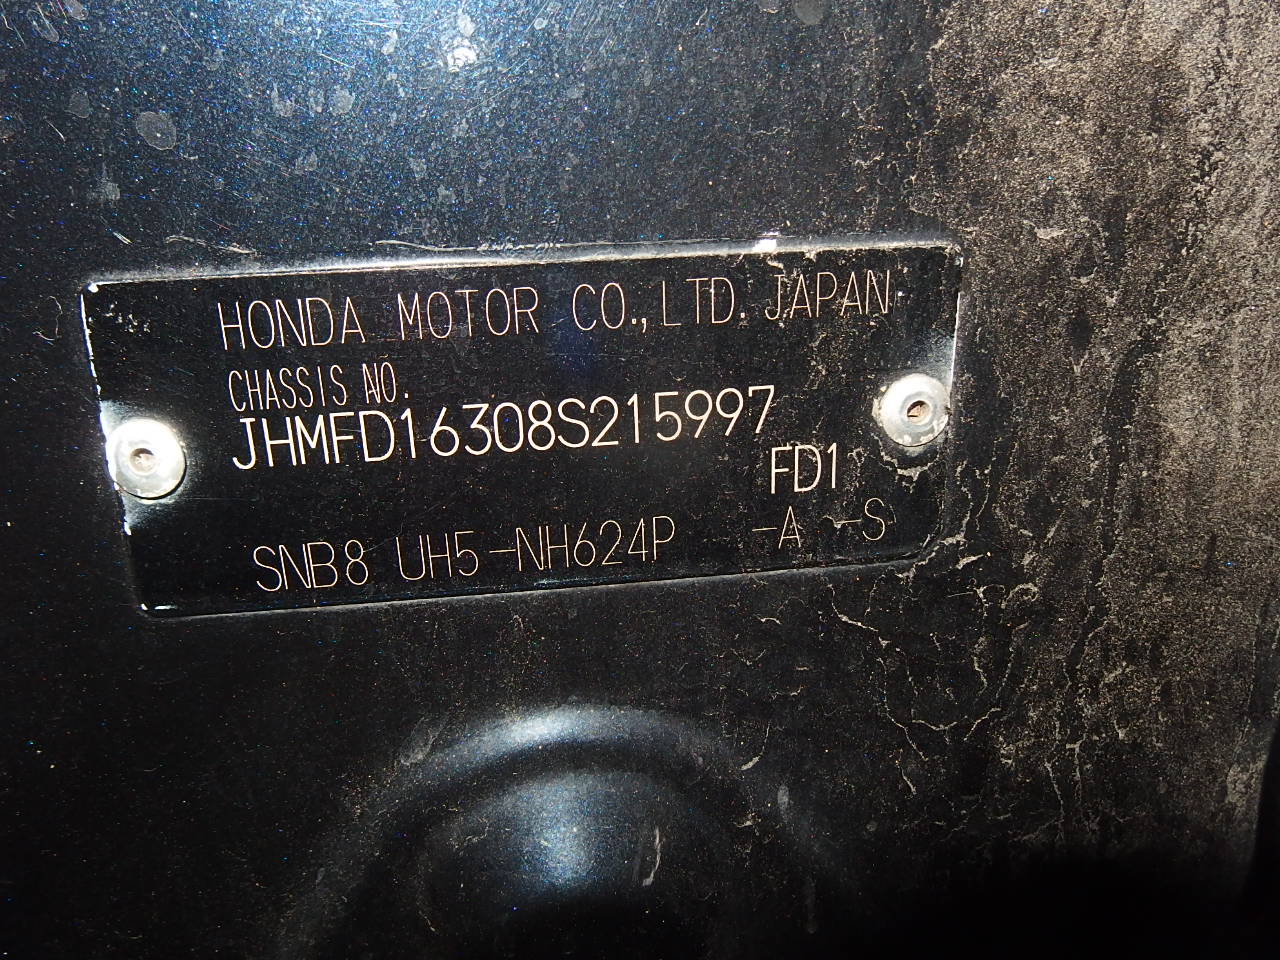 HONDA MOTOR CO.,LTD. JAPAN
CHASSIS NO.
JHMFD16308S215997
FD1
SNB8 UH5-NH624P -A -S